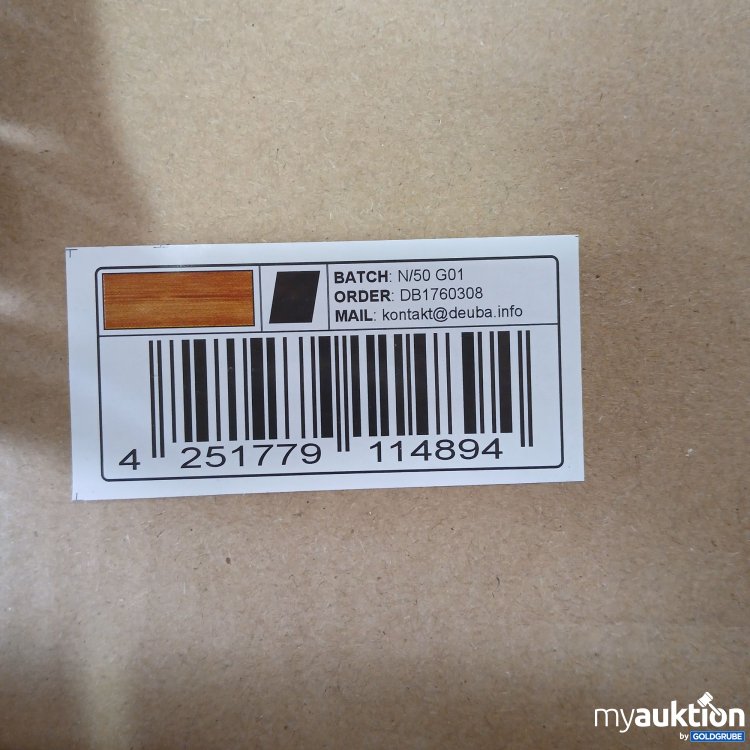 BATCH: N/50 G01
ORDER: DB1760308
MAIL: kontakt@deuba.info
4 251779 114894
myauktion
by GOLDGRUBE